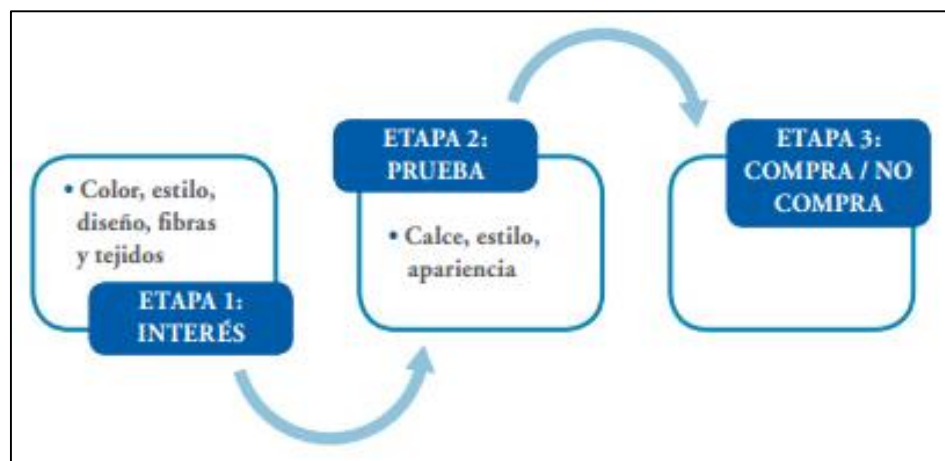 • Color, estilo,
diseño, fibras
y tejidos
ETAPA 1:
INTERÉS
ETAPA 2:
PRUEBA
• Calce, estilo,
apariencia
ETAPA 3:
COMPRA / NO
COMPRA